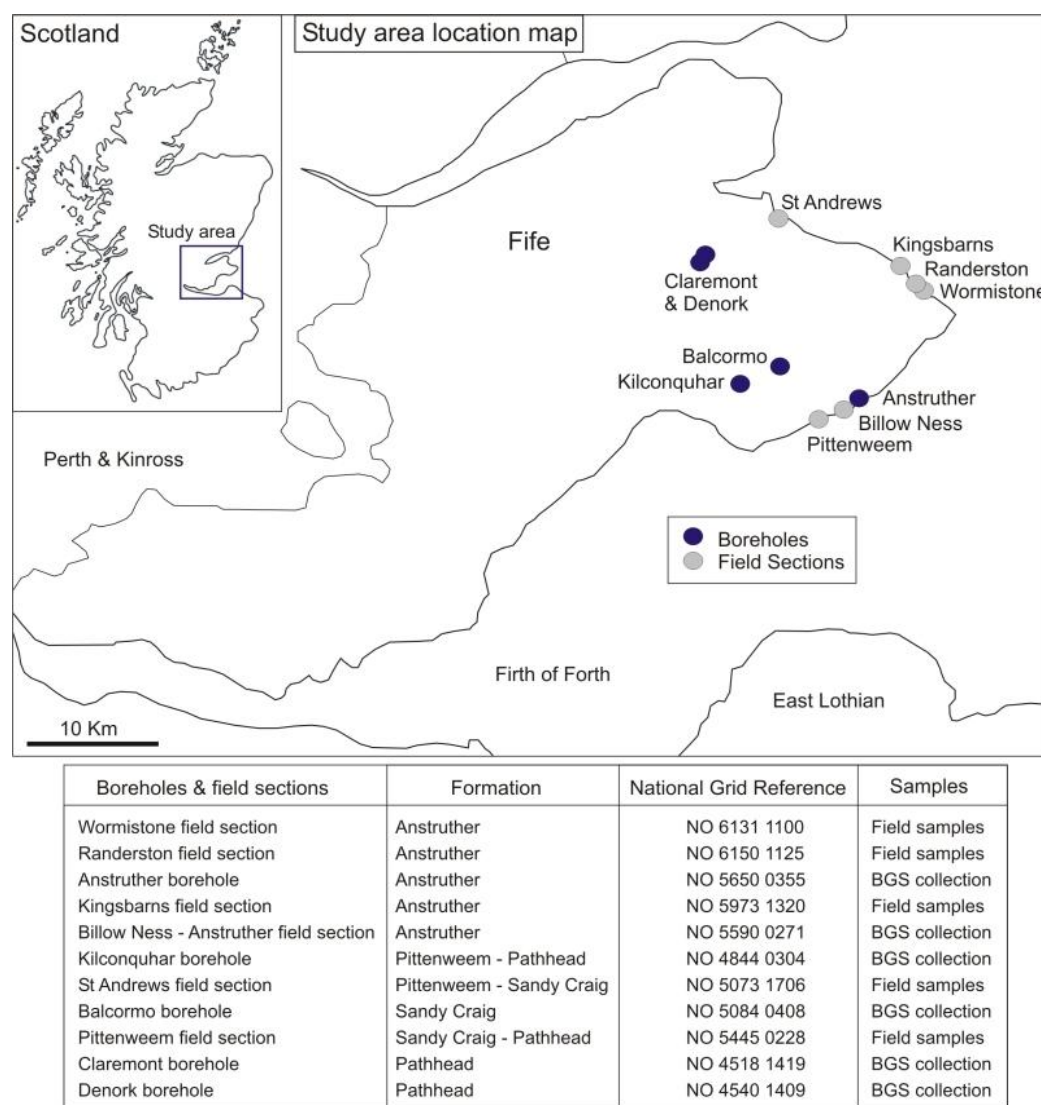 Scotland
Study area location map
Study area
St Andrews
Fife
Kingsbarns
Randerston
Wormistone
Claremont
& Denork
Balcormo
Kilconquhar
Anstruther
Billow Ness
Pittenweem
Perth & Kinross
Boreholes
Field Sections
Firth of Forth
East Lothian
10 Km
Boreholes & field sections Formation National Grid Reference Samples
Wormistone field section Anstruther NO 6131 1100 Field samples
Randerston field section Anstruther NO 6150 1125 Field samples
Anstruther borehole Anstruther NO 5650 0355 BGS collection
Kingsbarns field section Anstruther NO 5973 1320 Field samples
Billow Ness - Anstruther field section Anstruther NO 5590 0271 BGS collection
Kilconquhar borehole Pittenweem - Pathhead NO 4844 0304 BGS collection
St Andrews field section Pittenweem - Sandy Craig NO 5073 1706 Field samples
Balcormo borehole Sandy Craig NO 5084 0408 BGS collection
Pittenweem field section Sandy Craig - Pathhead NO 5445 0228 Field samples
Claremont borehole Pathhead NO 4518 1419 BGS collection
Denork borehole Pathhead NO 4540 1409 BGS collection